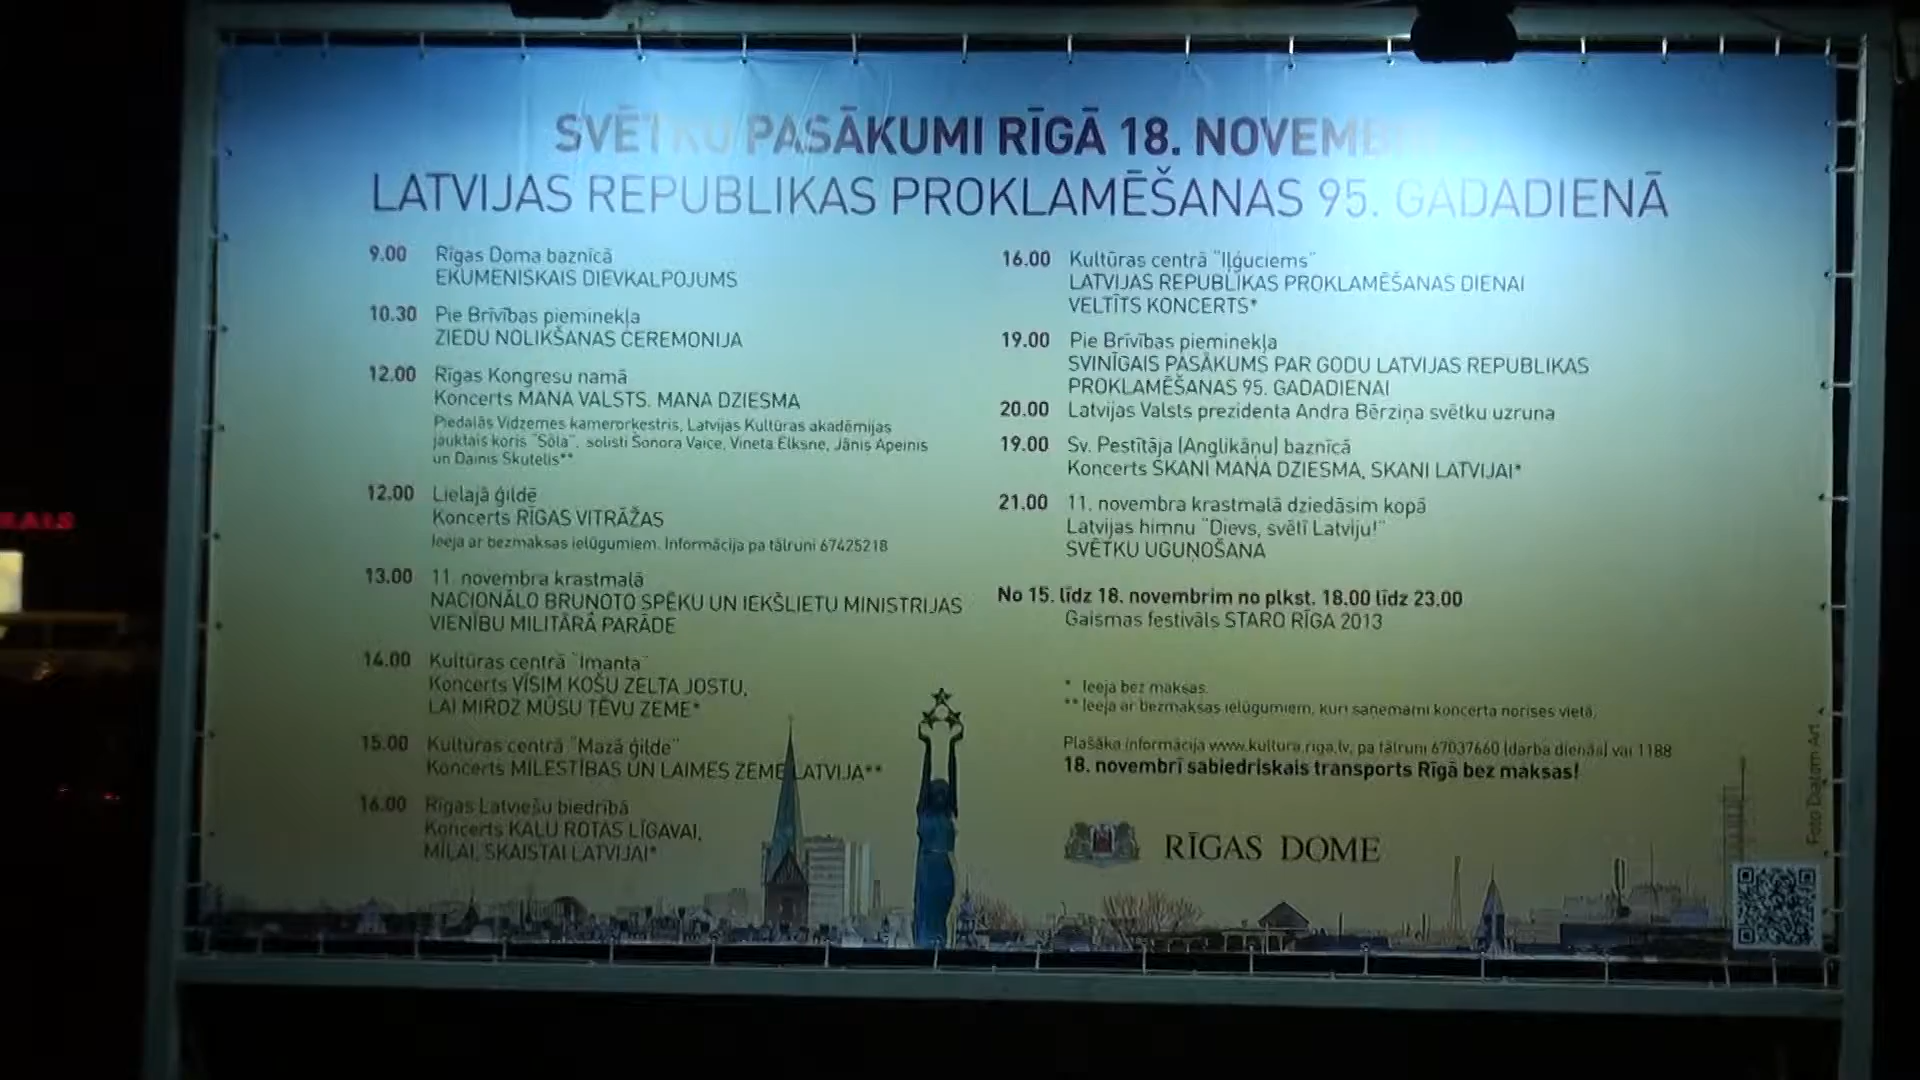 SVĒTKU PASĀKUMI RĪGĀ 18. NOVEMBRĪ
LATVIJAS REPUBLIKAS PROKLAMĒŠANAS 95. GADADIENĀ
9.00 Rīgas Doma baznīcā
EKUMENISKAIS DIEVKALPOJUMS
10.30 Pie Brīvības pieminekļa
ZIEDU NOLIKŠANAS CEREMONIJA
12.00 Rīgas Kongresu namā
Koncerts MANA VALSTS. MANA DZIESMA
Piedalās Vidzemes kamerorķestris, Latvijas Kultūras akadēmijas
jauktais koris "Sōla", solisti Sonora Vaice, Vineta Elksne, Jānis Apeinis
un Dainis Skutelis**
12.00 Lielajā ģildē
Koncerts RĪGAS VITRĀŽAS
Ieeja ar bezmaksas ielūgumiem. Informācija pa tālruni 67425218
13.00 11. novembra krastmalā
NACIONĀLO BRUŅOTO SPĒKU UN IEKŠLIETU MINISTRIJAS
VIENĪBU MILITĀRĀ PARĀDE
14.00 Kultūras centrā "Imanta"
Koncerts VISIM KOŠU ZELTA JOSTU,
LAI MIRDZ MŪSU TĒVU ZEME*
15.00 Kultūras centrā "Mazā ģilde"
Koncerts MĪLESTĪBAS UN LAIMES ZEME LATVIJA**
16.00 Rīgas Latviešu biedrībā
Koncerts KALU ROTAS LĪGAVAI,
MĪĻAI, SKAISTAI LATVIJAI*
16.00 Kultūras centrā "Iļģuciems"
LATVIJAS REPUBLIKAS PROKLAMĒŠANAS DIENAI
VELTĪTS KONCERTS*
19.00 Pie Brīvības pieminekļa
SVINĪGAIS PASĀKUMS PAR GODU LATVIJAS REPUBLIKAS
PROKLAMĒŠANAS 95. GADADIENAI
20.00 Latvijas Valsts prezidenta Andra Bērziņa svētku uzruna
19.00 Sv. Pestītāja (Anglikāņu) baznīcā
Koncerts SKANI MANA DZIESMA, SKANI LATVIJAI*
21.00 11. novembra krastmalā dziedāsim kopā
Latvijas himnu "Dievs, svētī Latviju!"
SVĒTKU UGUŅOŠANA
No 15. līdz 18. novembrim no plkst. 18.00 līdz 23.00
Gaismas festivāls STARO RĪGA 2013
* Ieeja bez maksas.
** Ieeja ar bezmaksas ielūgumiem, kuri saņemami koncerta norises vietā.
Plašāka informācija www.kultura.riga.lv, pa tālruni 67037660 (darba dienās) vai 1188
18. novembrī sabiedriskais transports Rīgā bez maksas!
RĪGAS DOME
Foto Diatom Art